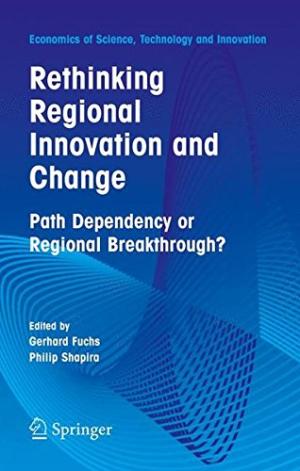 Economics of Science, Technology and Innovation
Rethinking
Regional
Innovation and
Change
Path Dependency or
Regional Breakthrough?
Edited by
Gerhard Fuchs
Philip Shapira
Springer